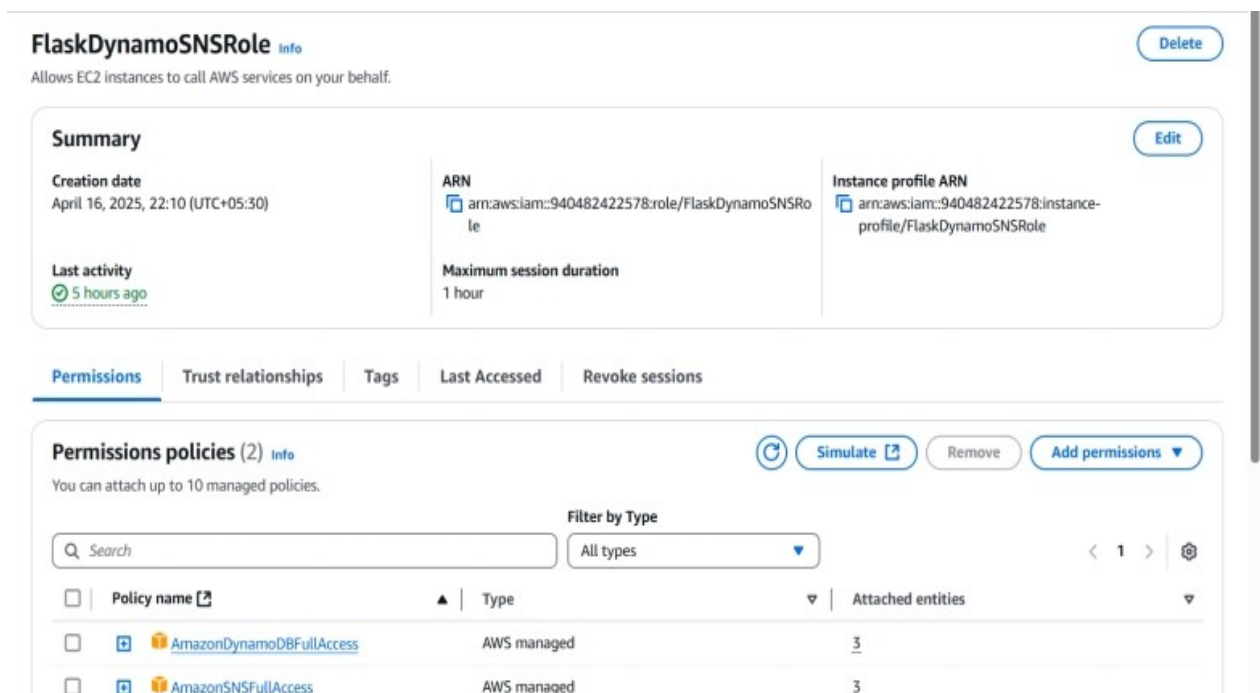 FlaskDynamoSNSRole Info
Delete
Allows EC2 instances to call AWS services on your behalf.
Summary
Edit
Creation date
April 16, 2025, 22:10 (UTC+05:30)
ARN
arn:aws:iam::940482422578:role/FlaskDynamoSNSRo
le
Instance profile ARN
arn:aws:iam::940482422578:instance-
profile/FlaskDynamoSNSRole
Last activity
5 hours ago
Maximum session duration
1 hour
Permissions
Trust relationships
Tags
Last Accessed
Revoke sessions
Permissions policies (2) Info
Simulate
Remove
Add permissions
You can attach up to 10 managed policies.
Filter by Type
Search
All types
1
Policy name
Type
Attached entities
AmazonDynamoDBFullAccess
AWS managed
3
AmazonSNSFullAccess
AWS managed
3